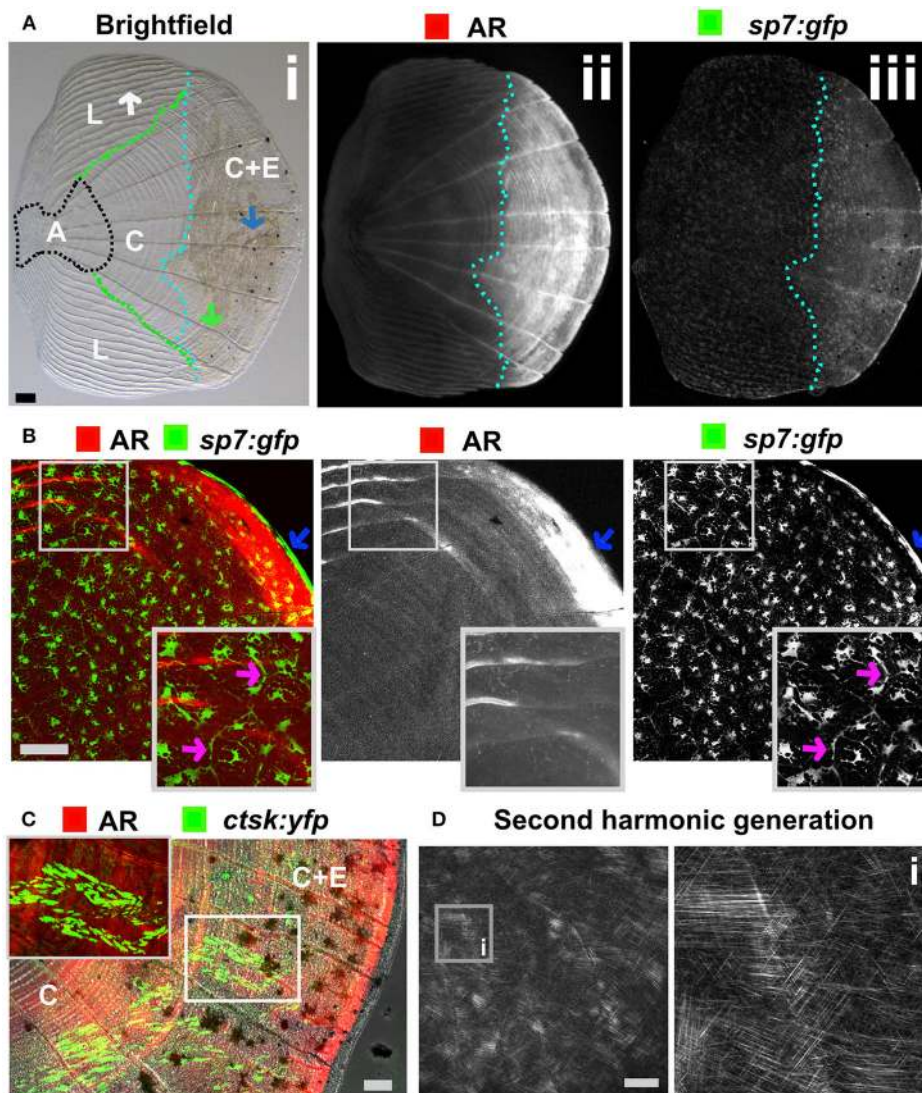 A Brightfield AR sp7:gfp
i ii iii
L
C+E
A C
L
B AR sp7:gfp AR sp7:gfp
C AR ctsk:yfp D Second harmonic generation
C+E
i i
C